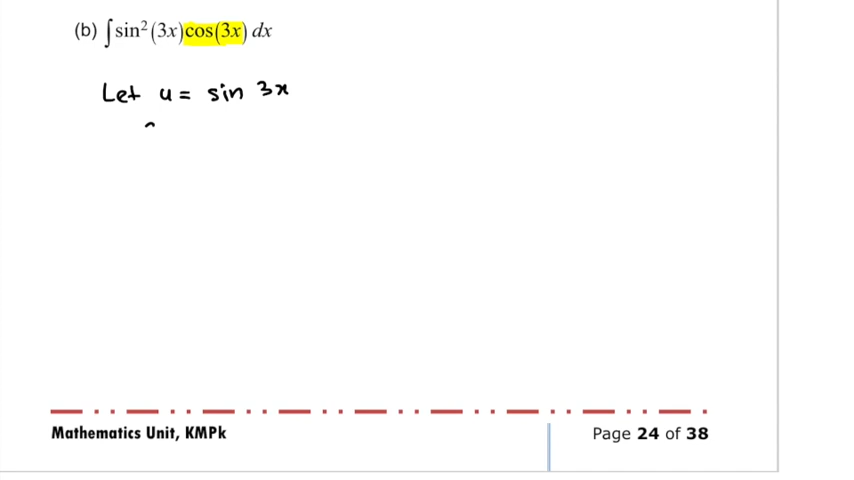 (b) ∫sin²(3x)cos(3x) dx
Let u = sin 3x
Mathematics Unit, KMPk
Page 24 of 38